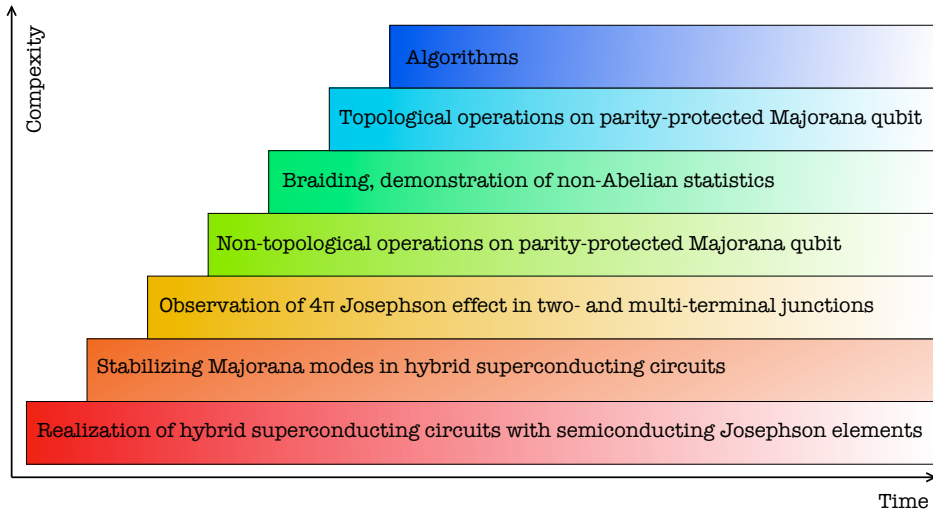 Compexity
Algorithms
Topological operations on parity-protected Majorana qubit
Braiding, demonstration of non-Abelian statistics
Non-topological operations on parity-protected Majorana qubit
Observation of 4π Josephson effect in two- and multi-terminal junctions
Stabilizing Majorana modes in hybrid superconducting circuits
Realization of hybrid superconducting circuits with semiconducting Josephson elements
Time